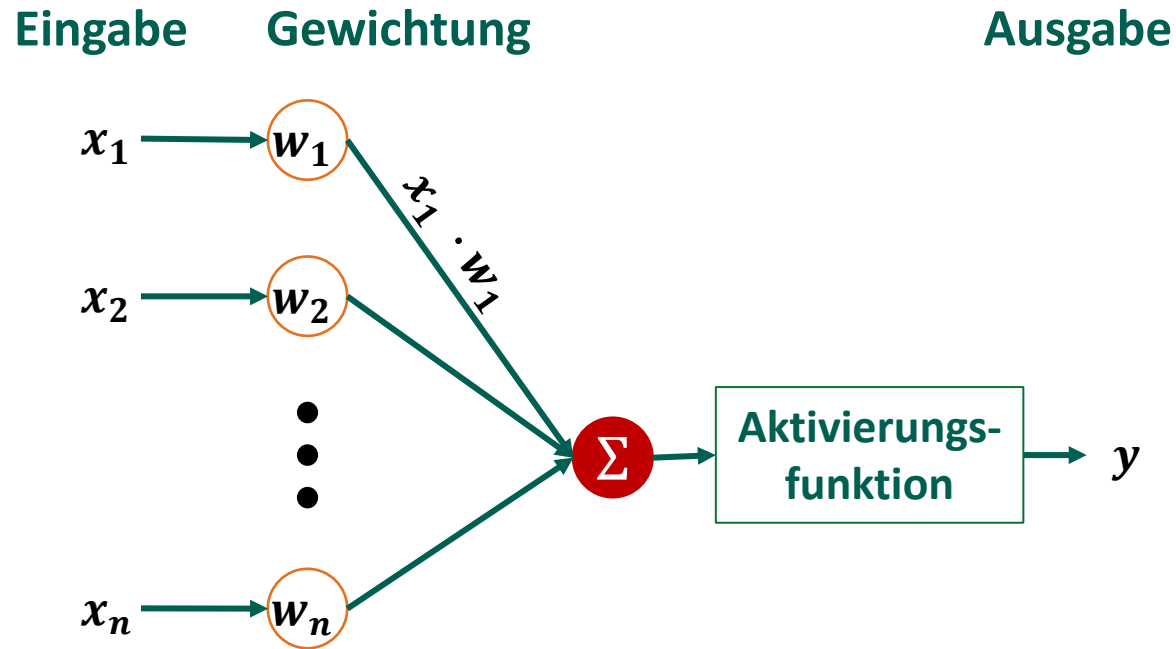 Eingabe Gewichtung Ausgabe
x₁ w₁
x₁ · w₁
x₂ w₂
Σ
Aktivierungs-
funktion
y
xₙ wₙ